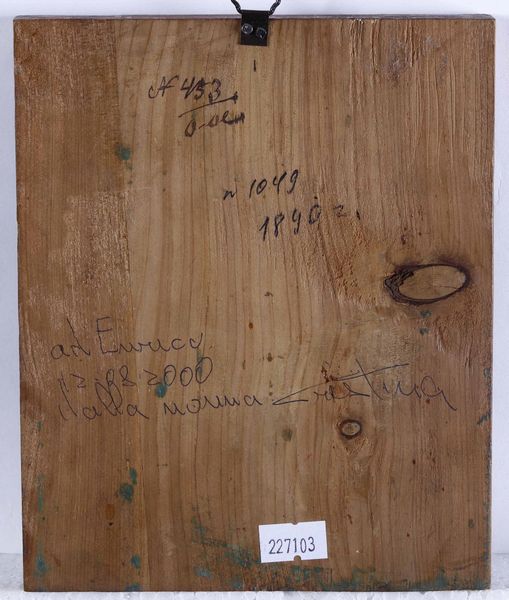 N 453
n 1049
1890 г.
ad Enrico
12.08.2000
dalla nonna Cristina
227103